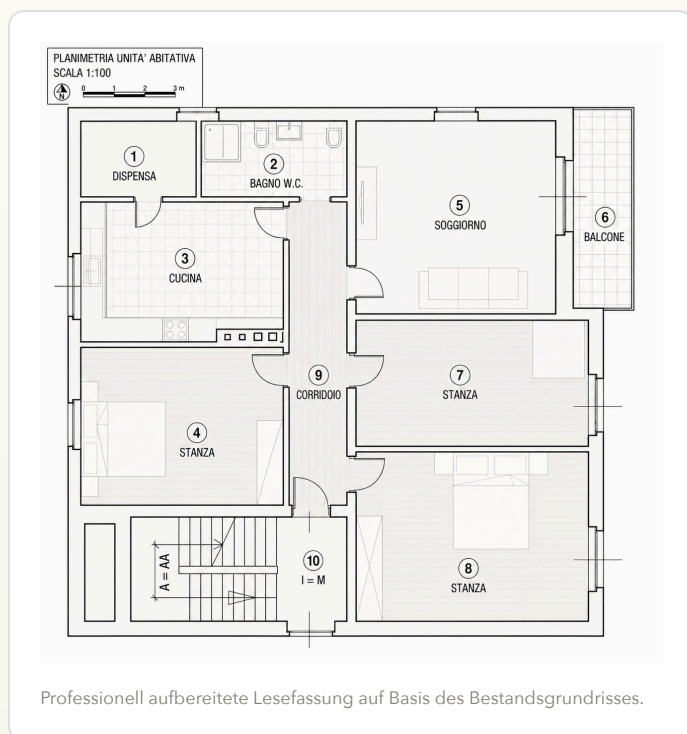 PLANIMETRIA UNITA' ABITATIVA
SCALA 1:100
N 0 1 2 3 m
1
DISPENSA
2
BAGNO W.C.
3
CUCINA
4
STANZA
5
SOGGIORNO
6
BALCONE
7
STANZA
8
STANZA
9
CORRIDOIO
10
I = M
A = AA
Professionell aufbereitete Lesefassung auf Basis des Bestandsgrundrisses.